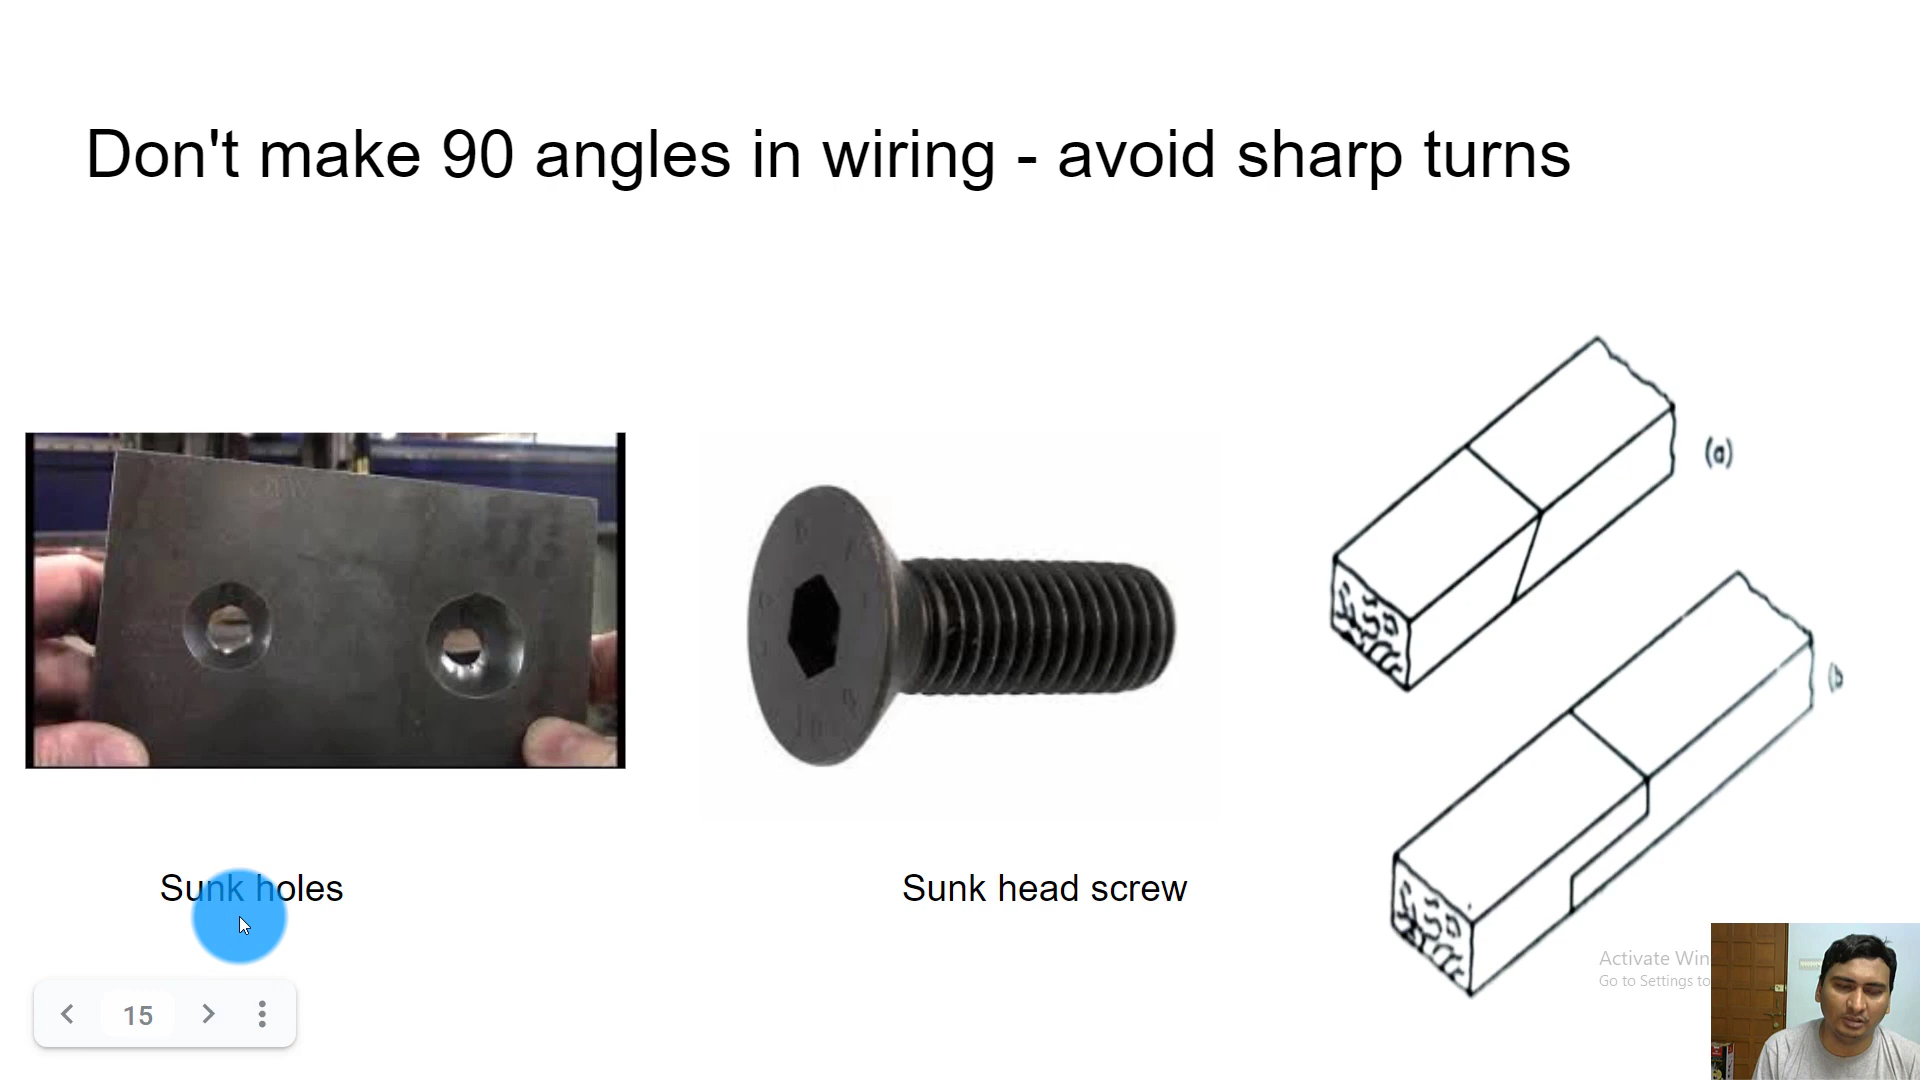 Don't make 90 angles in wiring - avoid sharp turns
(a)
(b
Sunk holes
Sunk head screw
Activate Win
Go to Settings to
15